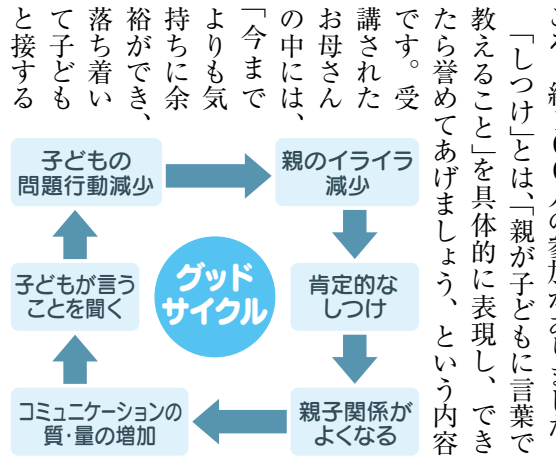 「しつけ」とは、「親が子どもに言葉で
教えること」を具体的に表現し、でき
たら誉めてあげましょう、という内容
です。受
講された
お母さん
の中には、
「今まで
よりも気
持ちに余
裕ができ、
落ち着い
て子ども
と接する
グッド
サイクル
子どもの
問題行動減少
親のイライラ
減少
肯定的な
しつけ
親子関係が
よくなる
コミュニケーションの
質・量の増加
子どもが言う
ことを聞く